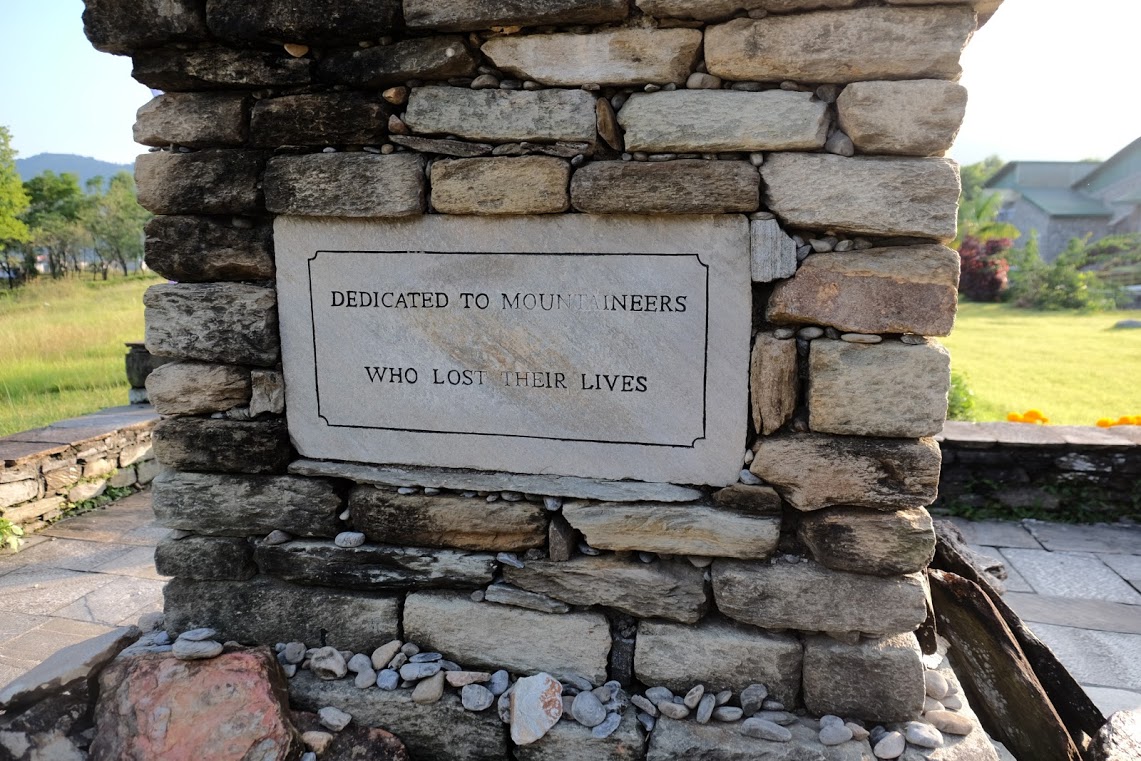 DEDICATED TO MOUNTAINEERS
WHO LOST THEIR LIVES